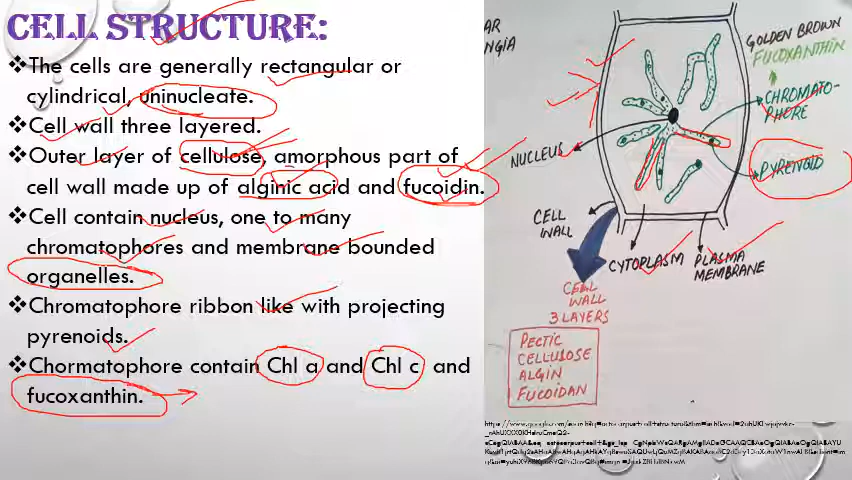 CELL STRUCTURE:
❖The cells are generally rectangular or
cylindrical, uninucleate.
❖Cell wall three layered.
❖Outer layer of cellulose, amorphous part of
cell wall made up of alginic acid and fucoidin.
❖Cell contain nucleus, one to many
chromatophores and membrane bounded
organelles.
❖Chromatophore ribbon like with projecting
pyrenoids.
❖Chormatophore contain Chl a and Chl c and
fucoxanthin.
AR
NGIA
GOLDEN BROWN
FUCOXANTHIN
CHROMATO-
PHORE
NUCLEUS
PYRENOID
CELL
WALL
CYTOPLASM
PLASMA
MEMBRANE
CELL
WALL
3 LAYERS
PECTIC
CELLULOSE
ALGIN
FUCOIDAN